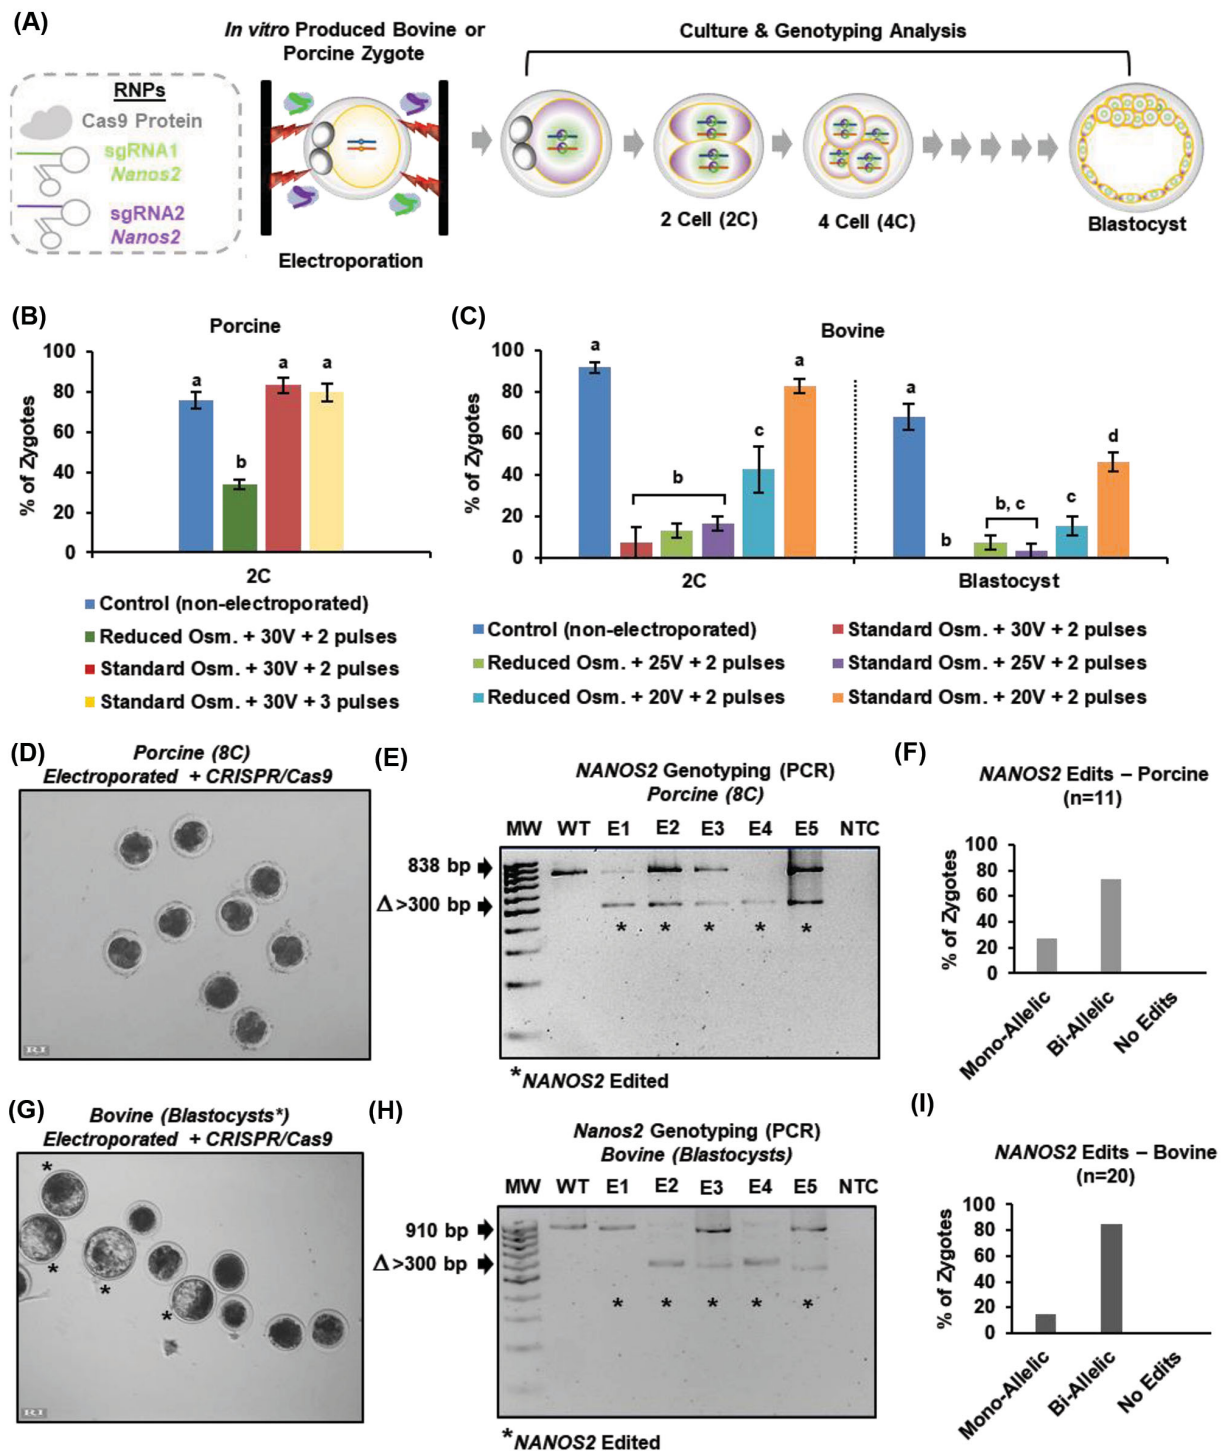 (A)
In vitro Produced Bovine or
Porcine Zygote
Culture & Genotyping Analysis
RNPs
Cas9 Protein
sgRNA1
Nanos2
sgRNA2
Nanos2
Electroporation
2 Cell (2C)
4 Cell (4C)
Blastocyst
(B)
Porcine
% of Zygotes
100
80
60
40
20
0
a
b
a
a
2C
Control (non-electroporated)
Reduced Osm. + 30V + 2 pulses
Standard Osm. + 30V + 2 pulses
Standard Osm. + 30V + 3 pulses
(C)
Bovine
% of Zygotes
100
80
60
40
20
0
a
b
c
a
a
b
b, c
c
d
2C
Blastocyst
Control (non-electroporated)
Standard Osm. + 30V + 2 pulses
Reduced Osm. + 25V + 2 pulses
Standard Osm. + 25V + 2 pulses
Reduced Osm. + 20V + 2 pulses
Standard Osm. + 20V + 2 pulses
(D)
Porcine (8C)
Electroporated + CRISPR/Cas9
RI
(E)
NANOS2 Genotyping (PCR)
Porcine (8C)
MW WT E1 E2 E3 E4 E5 NTC
838 bp
Δ>300 bp
* * * * *
*NANOS2 Edited
(F)
NANOS2 Edits – Porcine
(n=11)
% of Zygotes
100
80
60
40
20
0
Mono-Allelic
Bi-Allelic
No Edits
(G)
Bovine (Blastocysts*)
Electroporated + CRISPR/Cas9
*
*
*
*
RI
(H)
Nanos2 Genotyping (PCR)
Bovine (Blastocysts)
MW WT E1 E2 E3 E4 E5 NTC
910 bp
Δ>300 bp
* * * * *
*NANOS2 Edited
(I)
NANOS2 Edits – Bovine
(n=20)
% of Zygotes
100
80
60
40
20
0
Mono-Allelic
Bi-Allelic
No Edits